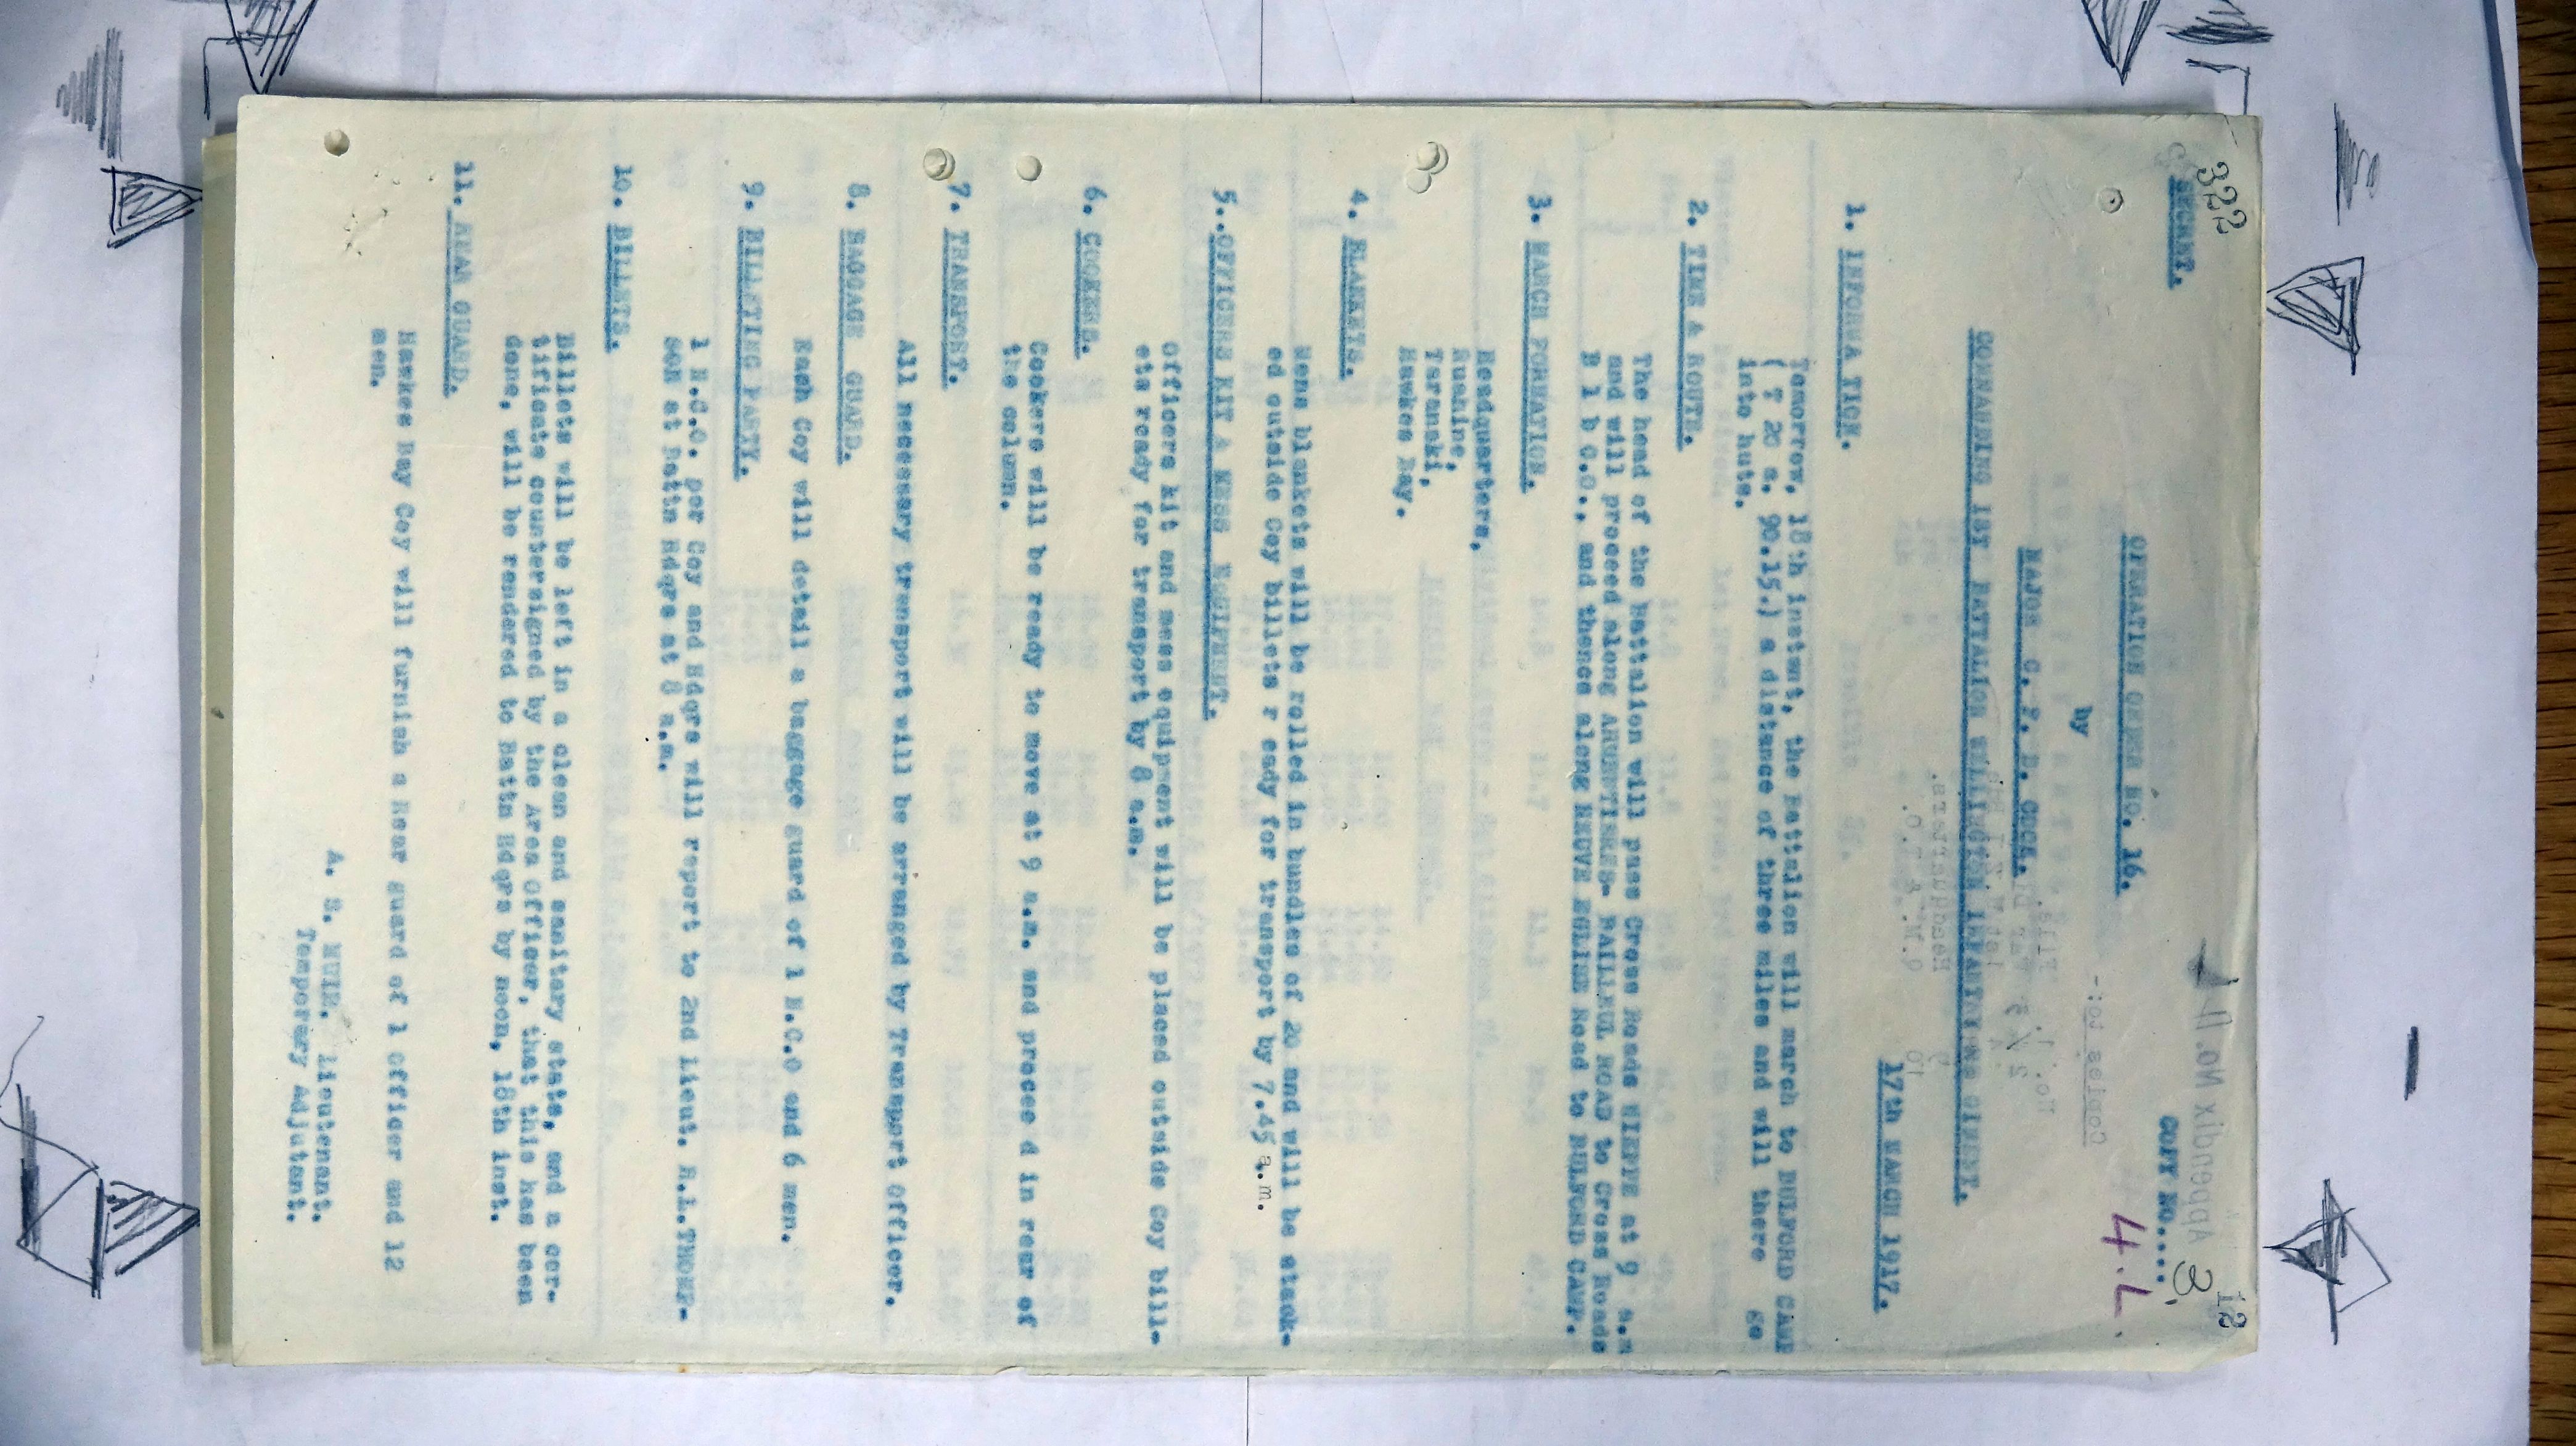 322
12
SECRET.
COPY NO....
3
4.L.
OPERATION ORDER NO. 16.
by
MAJOR C. F. D. COOK.
COMMANDING 1ST BATTALION WELLINGTON INFANTRY REGIMENT.
17th MARCH 1917.
1. INFORMA TION.
Tomorrow, 18th instant, the Battalion will march to BULFORD CAMP
( T 20 a. 90.15.) a distance of three miles and will there go
into huts.
2. TIME & ROUTE.
The head of the Battalion will pass Cross Roads NIEPPE at 9 a.m
and will proceed along ARMENTIERES- BAILLEUL ROAD to Cross Roads
B 1 b 0.0., and thence along NEUVE EGLISE Road to BULFORD CAMP.
3. MARCH FORMATION.
Headquarters,
Ruahine,
Taranaki,
Hawkes Bay.
4. BLANKETS.
Mens blankets will be rolled in bundles of 20 and will be stack-
ed outside Coy billets r eady for transport by 7.45 a.m.
5..OFFICERS KIT & MESS EQUIPMENT.
Officers kit and mess equipment will be placed outside Coy bill-
ets ready for transport by 8 a.m.
6. COOKERS.
Cookers will be ready to move at 9 a.m. and procee d in rear of
the column.
7. TRANSPORT.
All necessary transport will be arranged by Transport Officer.
8. BAGGAGE GUARD.
Each Coy will detail a baggage guard of 1 N.C.O and 6 men.
9. BILLETING PARTY.
1 N.C.O. per Coy and Hdqrs will report to 2nd Lieut. R.L.THOMP-
SON at Battn Hdqrs at 8 a.m.
10. BILLETS.
Billets will be left in a clean and sanitary state, and a cer-
tificate countersigned by the Area Officer, that this has been
done, will be rendered to Battn Hdqrs by noon, 18th inst.
11. REAR GUARD.
Hawkes Bay Coy will furnish a Rear guard of 1 officer and 12
men.
A. S. MUIR. Lieutenant.
Temporary Adjutant.